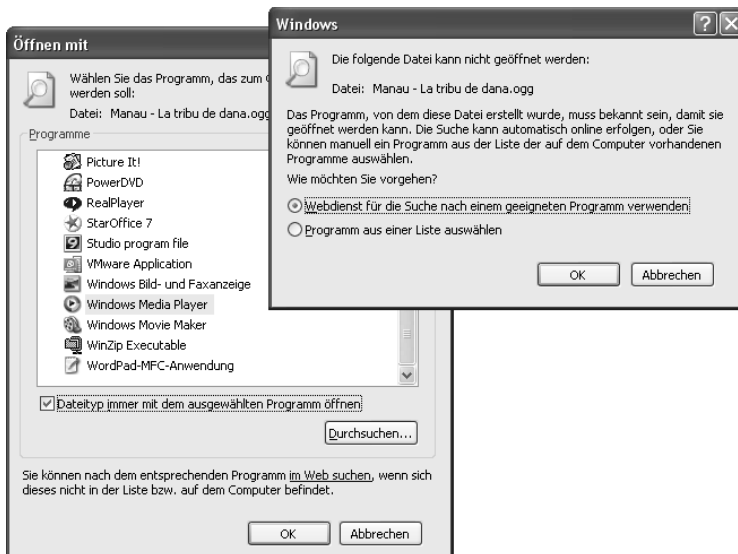 Öffnen mit
Wählen Sie das Programm, das zum
werden soll:
Datei: Manau - La tribu de dana.ogg
Programme
Picture It!
PowerDVD
RealPlayer
StarOffice 7
Studio program file
VMware Application
Windows Bild- und Faxanzeige
Windows Media Player
Windows Movie Maker
WinZip Executable
WordPad-MFC-Anwendung
Dateityp immer mit dem ausgewählten Programm öffnen
Durchsuchen...
Sie können nach dem entsprechenden Programm im Web suchen, wenn sich
dieses nicht in der Liste bzw. auf dem Computer befindet.
OK Abbrechen
Windows
Die folgende Datei kann nicht geöffnet werden:
Datei: Manau - La tribu de dana.ogg
Das Programm, von dem diese Datei erstellt wurde, muss bekannt sein, damit sie
geöffnet werden kann. Die Suche kann automatisch online erfolgen, oder Sie
können manuell ein Programm aus der Liste der auf dem Computer vorhandenen
Programme auswählen.
Wie möchten Sie vorgehen?
Webdienst für die Suche nach einem geeigneten Programm verwenden
Programm aus einer Liste auswählen
OK Abbrechen